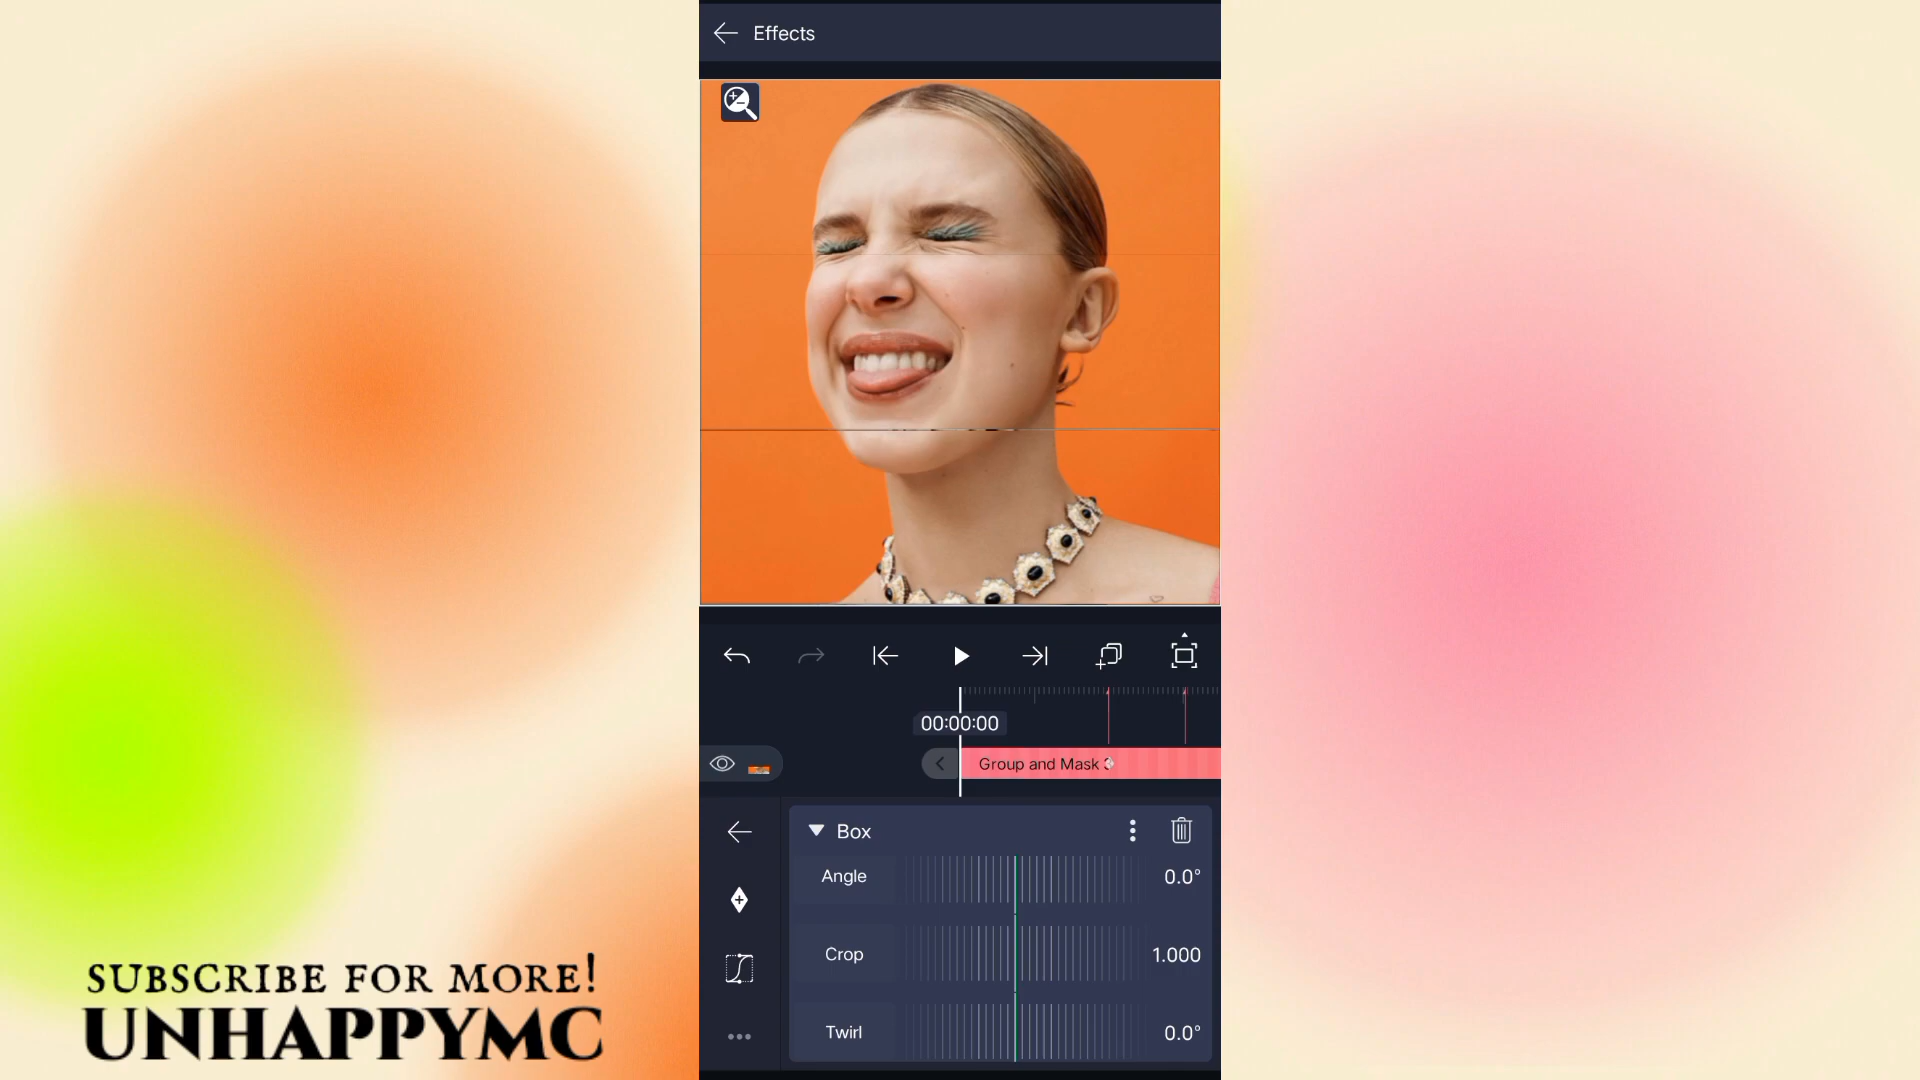 Effects
00:00:00
Group and Mask 3
Box
Angle 0.0°
Crop 1.000
Twirl 0.0°
SUBSCRIBE FOR MORE!
UNHAPPYMC